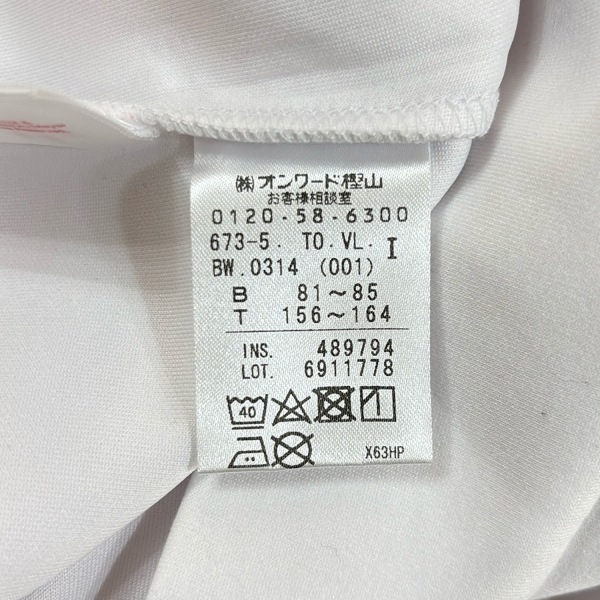 ㈱オンワード樫山
お客様相談室
0120-58-6300
673-5. TO.VL. I
BW.0314 (001)
B 81～85
T 156～164
INS. 489794
LOT. 6911778
40
X63HP